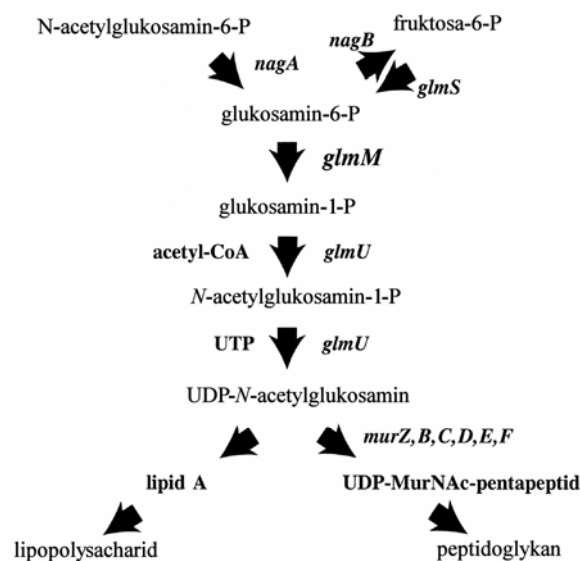 N-acetylglukosamin-6-P
fruktosa-6-P
nagA
nagB
glmS
glukosamin-6-P
glmM
glukosamin-1-P
acetyl-CoA
glmU
N-acetylglukosamin-1-P
UTP
glmU
UDP-N-acetylglukosamin
murZ,B,C,D,E,F
lipid A
UDP-MurNAc-pentapeptid
lipopolysacharid
peptidoglykan